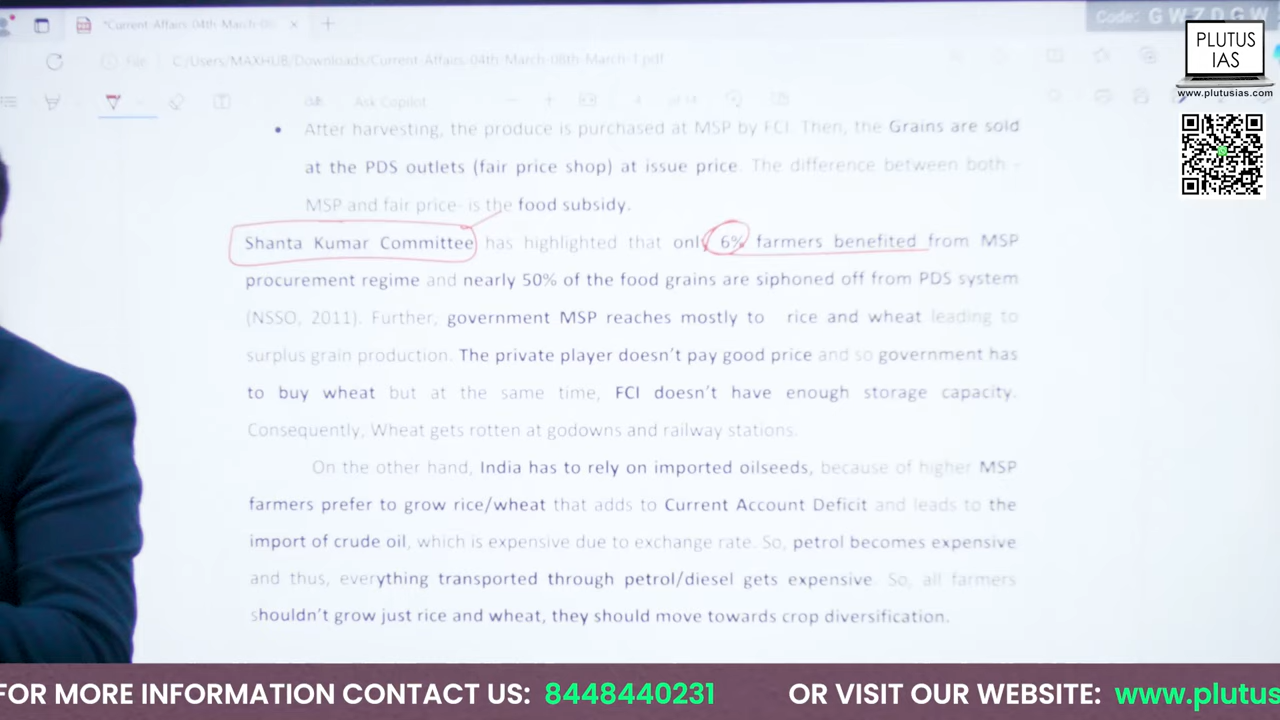 *Current-Affairs-04th-March-08
Code: G W Z D G W
File C:/Users/MAXHUB/Downloads/Current-Affairs-04th-March-08th-March-1.pdf
PLUTUS
IAS
www.plutusias.com
Ask Copilot
• After harvesting, the produce is purchased at MSP by FCI. Then, the Grains are sold
at the PDS outlets (fair price shop) at issue price. The difference between both -
MSP and fair price- is the food subsidy.
Shanta Kumar Committee has highlighted that only 6% farmers benefited from MSP
procurement regime and nearly 50% of the food grains are siphoned off from PDS system
(NSSO, 2011). Further, government MSP reaches mostly to rice and wheat leading to
surplus grain production. The private player doesn't pay good price and so government has
to buy wheat but at the same time, FCI doesn't have enough storage capacity.
Consequently, Wheat gets rotten at godowns and railway stations.
On the other hand, India has to rely on imported oilseeds, because of higher MSP
farmers prefer to grow rice/wheat that adds to Current Account Deficit and leads to the
import of crude oil, which is expensive due to exchange rate. So, petrol becomes expensive
and thus, everything transported through petrol/diesel gets expensive. So, all farmers
shouldn't grow just rice and wheat, they should move towards crop diversification.
FOR MORE INFORMATION CONTACT US: 8448440231 OR VISIT OUR WEBSITE: www.plutus